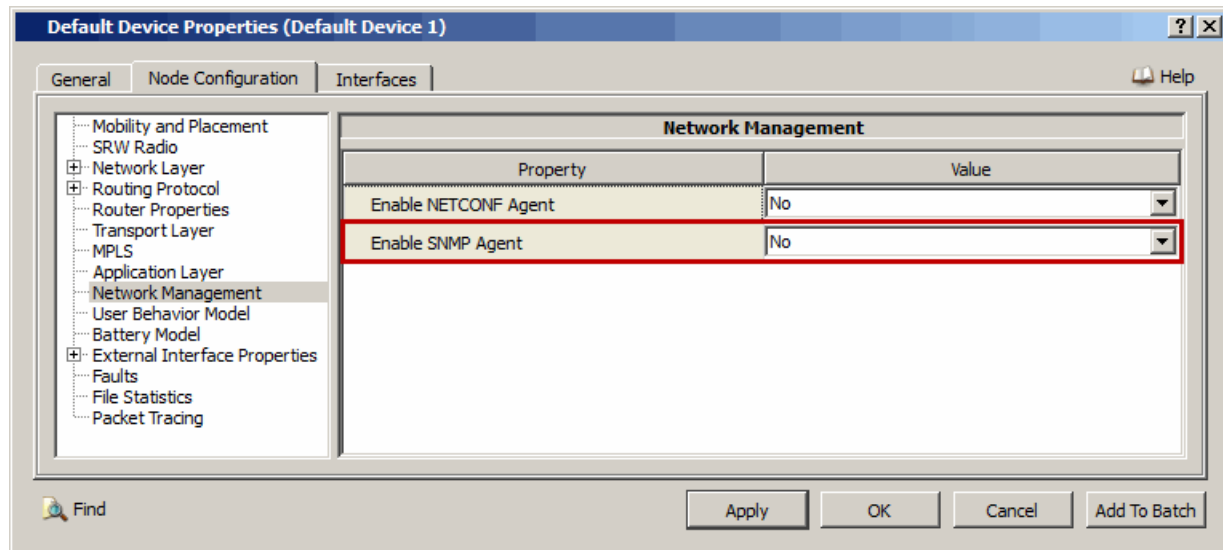 Default Device Properties (Default Device 1)
General Node Configuration Interfaces Help
Mobility and Placement
SRW Radio
Network Layer
Routing Protocol
Router Properties
Transport Layer
MPLS
Application Layer
Network Management
User Behavior Model
Battery Model
External Interface Properties
Faults
File Statistics
Packet Tracing
Network Management
Property Value
Enable NETCONF Agent No
Enable SNMP Agent No
Find Apply OK Cancel Add To Batch